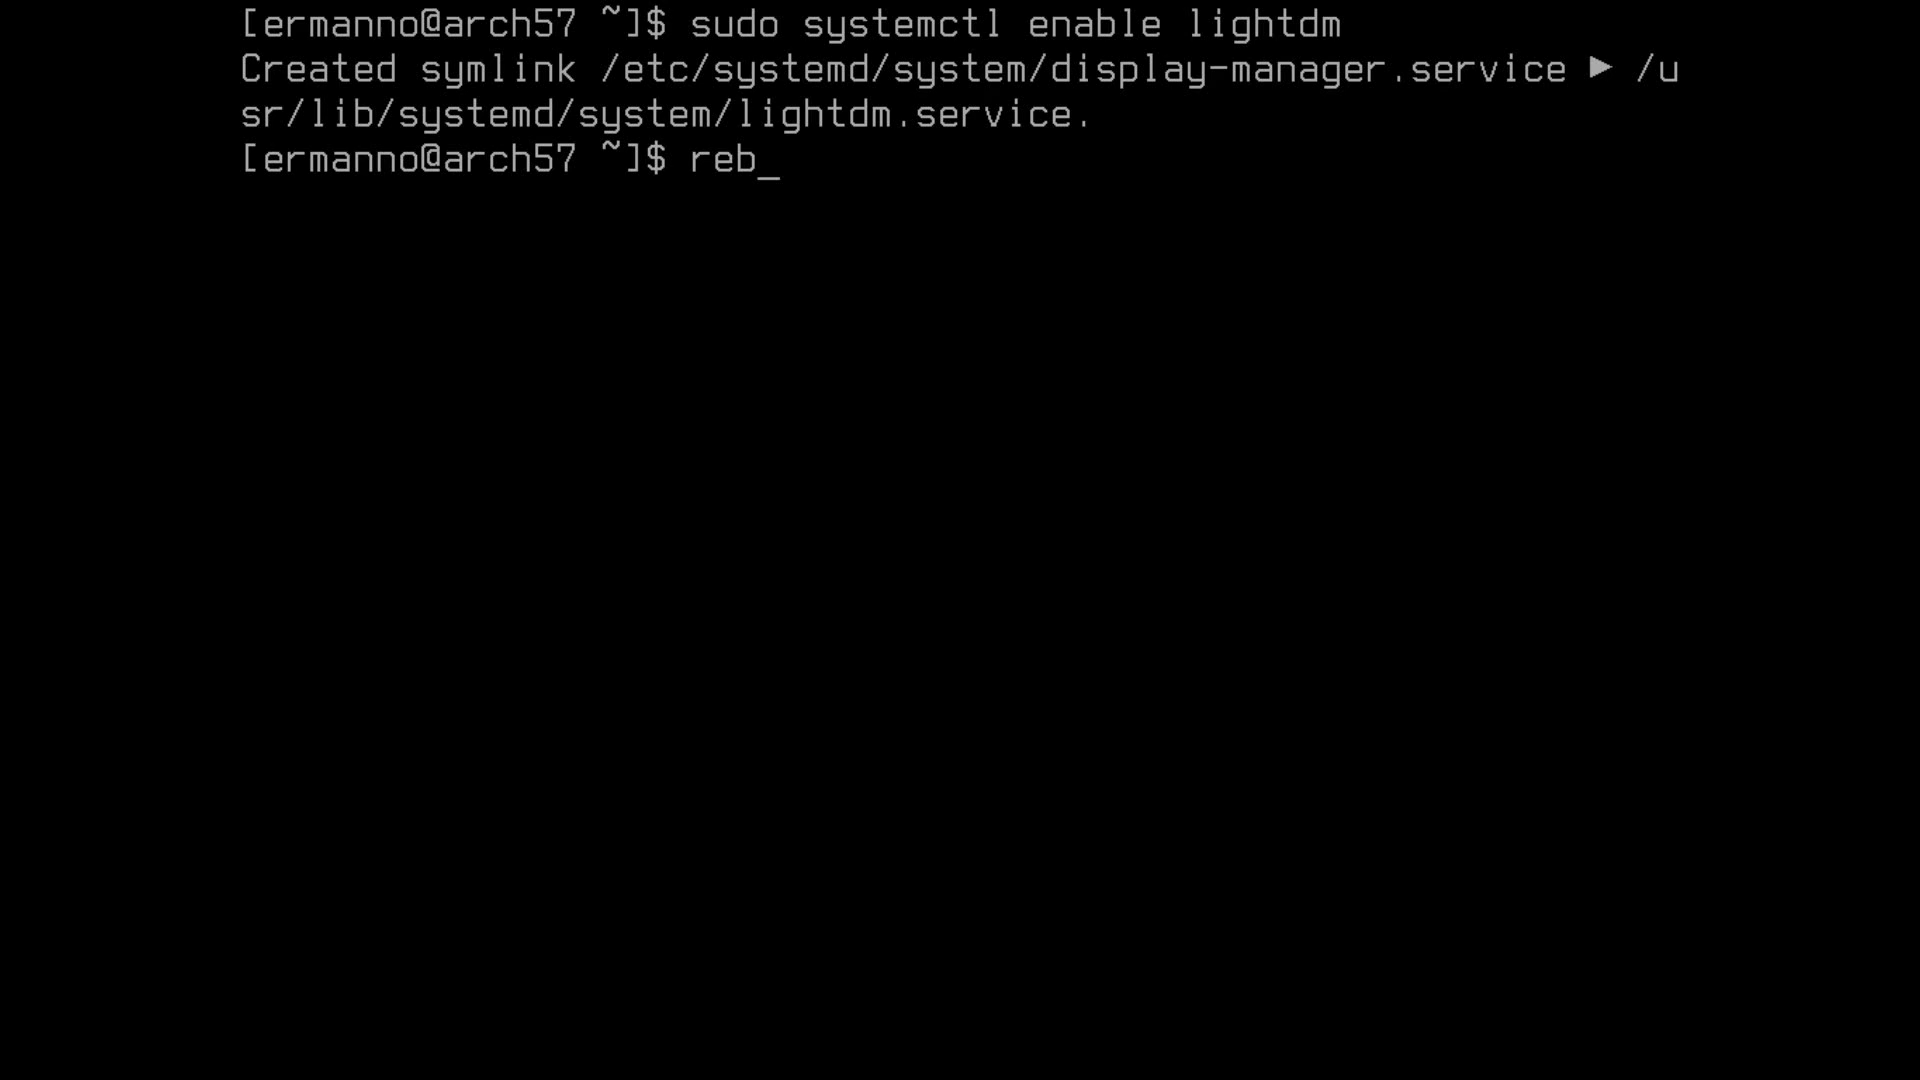 [ermanno@arch57 ~]$ sudo systemctl enable lightdm
Created symlink /etc/systemd/system/display-manager.service ► /u
sr/lib/systemd/system/lightdm.service.
[ermanno@arch57 ~]$ reb_